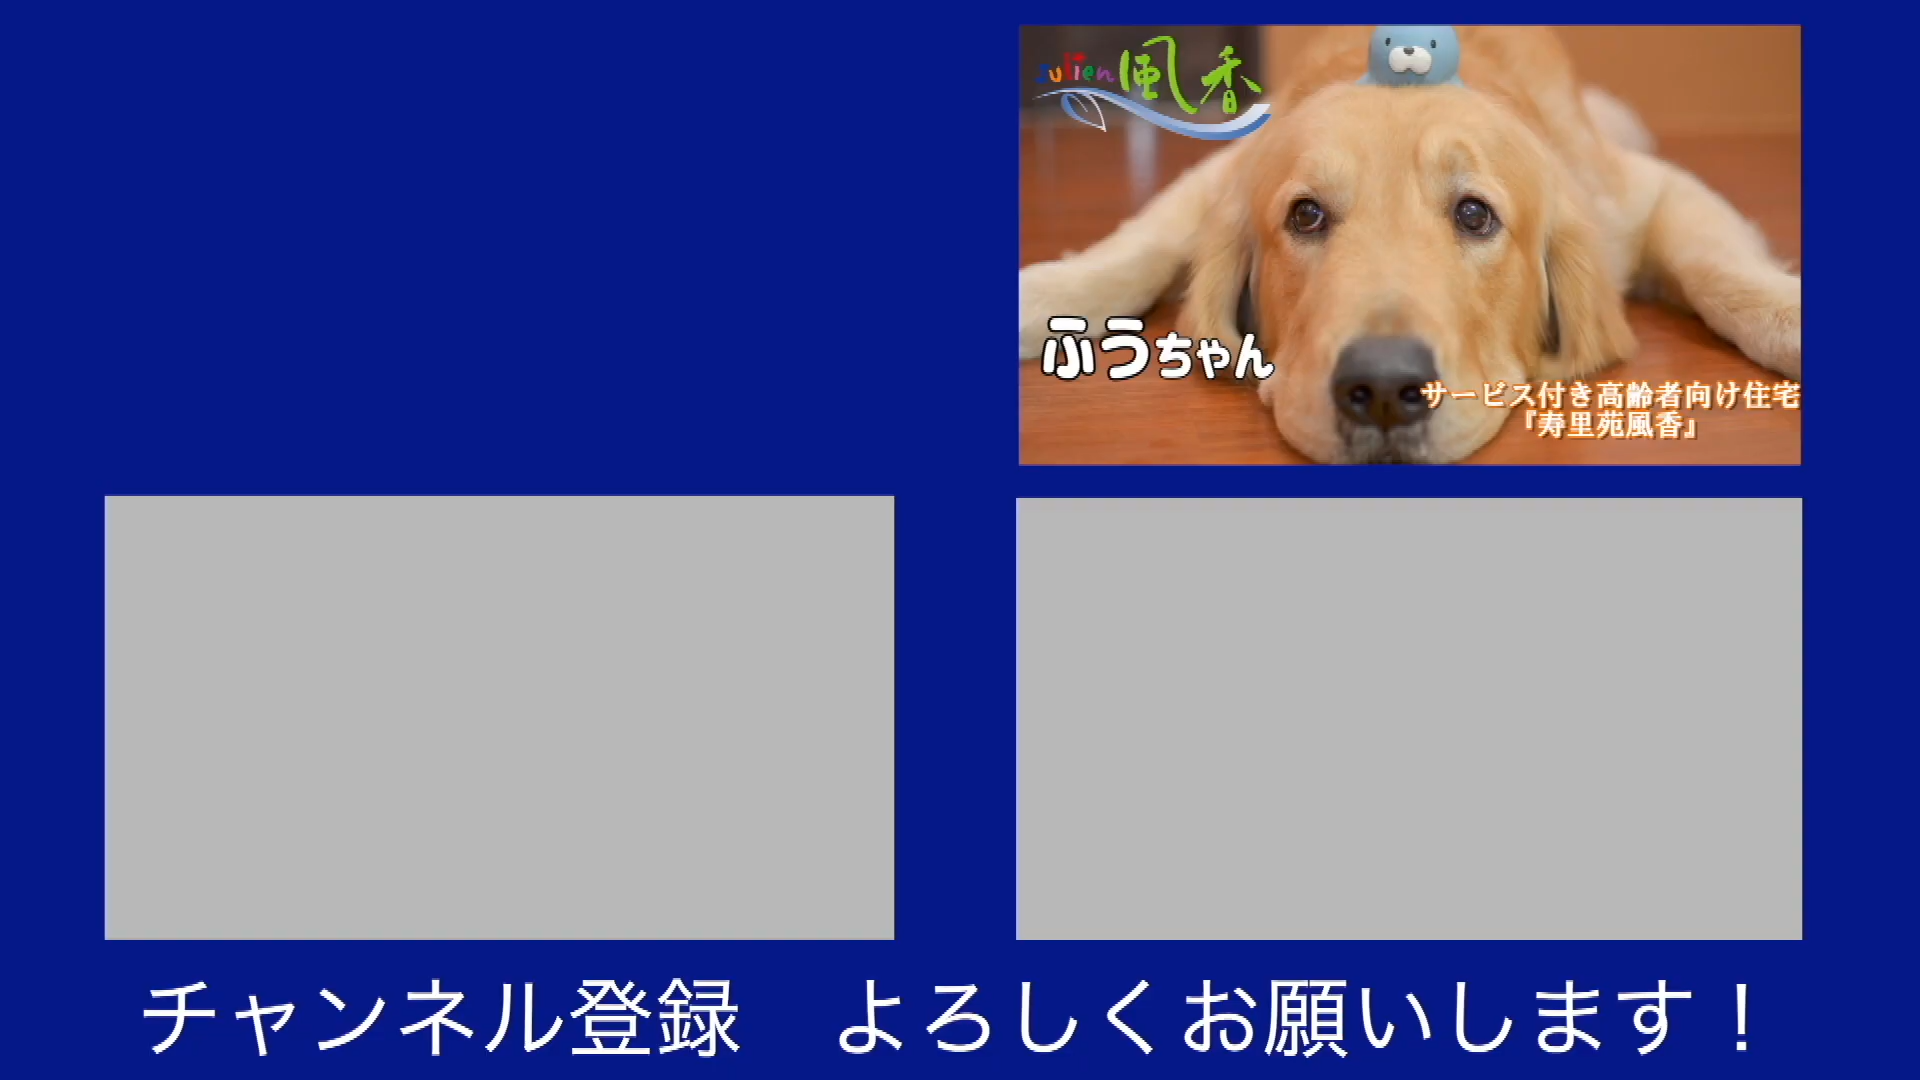 Julien 風香
ふうちゃん
サービス付き高齢者向け住宅
『寿里苑風香』
チャンネル登録　よろしくお願いします！